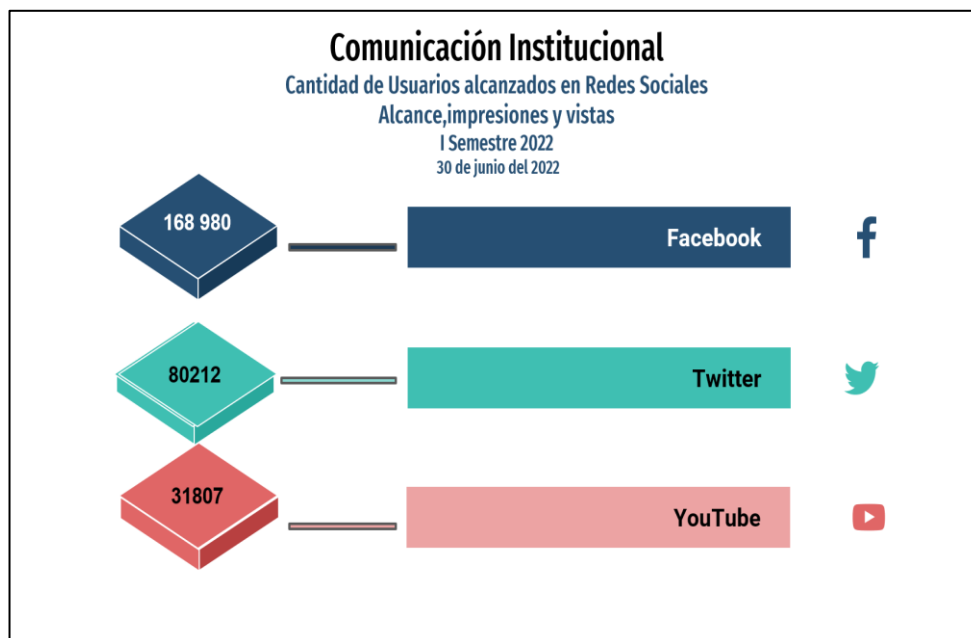 Comunicación Institucional
Cantidad de Usuarios alcanzados en Redes Sociales
Alcance,impresiones y vistas
I Semestre 2022
30 de junio del 2022
168 980
Facebook
80212
Twitter
31807
YouTube